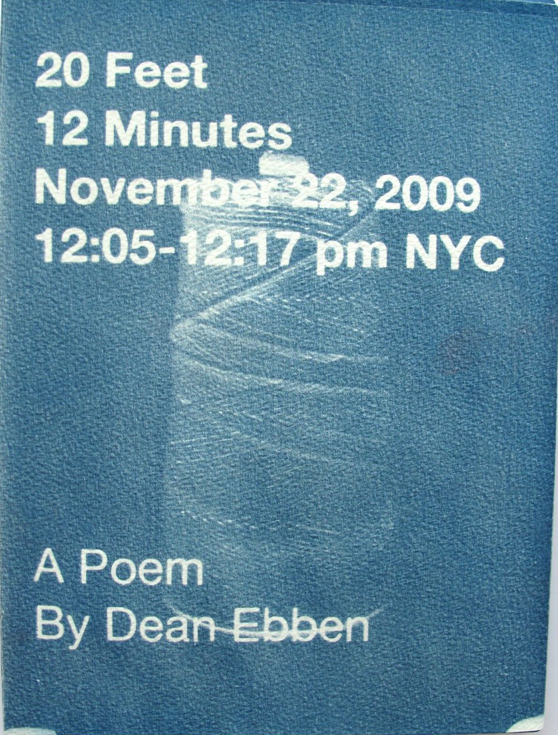 20 Feet
12 Minutes
November 22, 2009
12:05-12:17 pm NYC
A Poem
By Dean Ebben